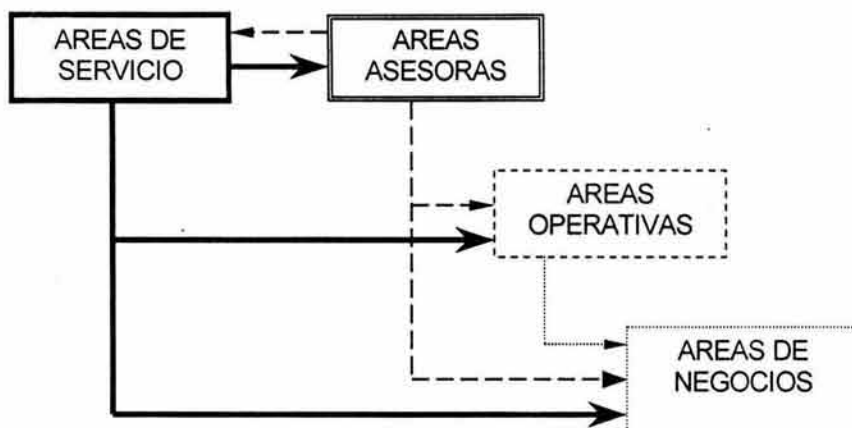 AREAS DE
SERVICIO
AREAS
ASESORAS
AREAS
OPERATIVAS
AREAS DE
NEGOCIOS